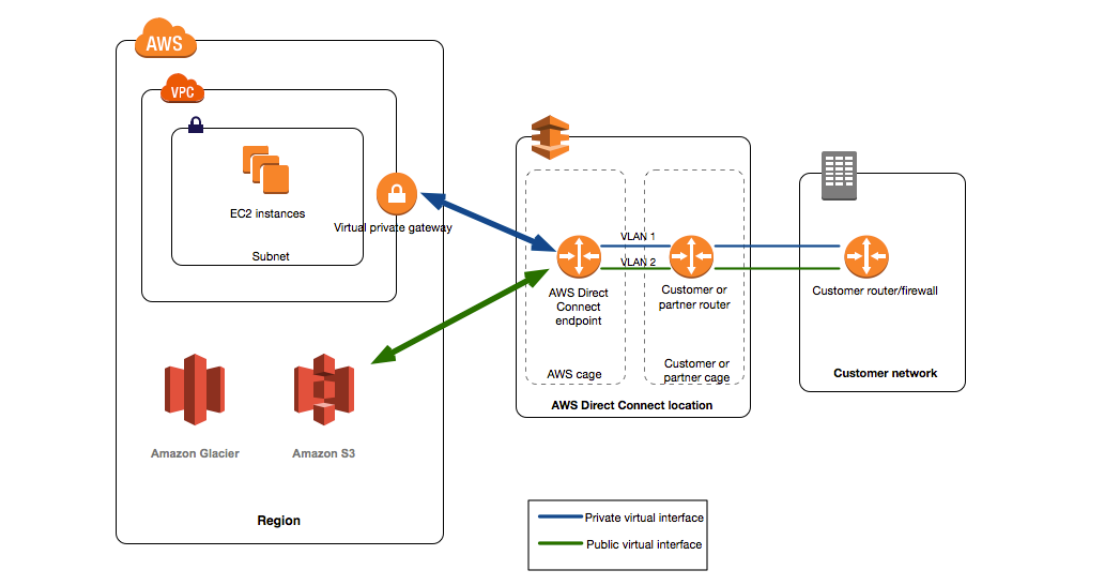 AWS
VPC
EC2 instances
Virtual private gateway
Subnet
Amazon Glacier
Amazon S3
Region
VLAN 1
VLAN 2
AWS Direct
Connect
endpoint
Customer or
partner router
AWS cage
Customer or
partner cage
AWS Direct Connect location
Customer router/firewall
Customer network
Private virtual interface
Public virtual interface